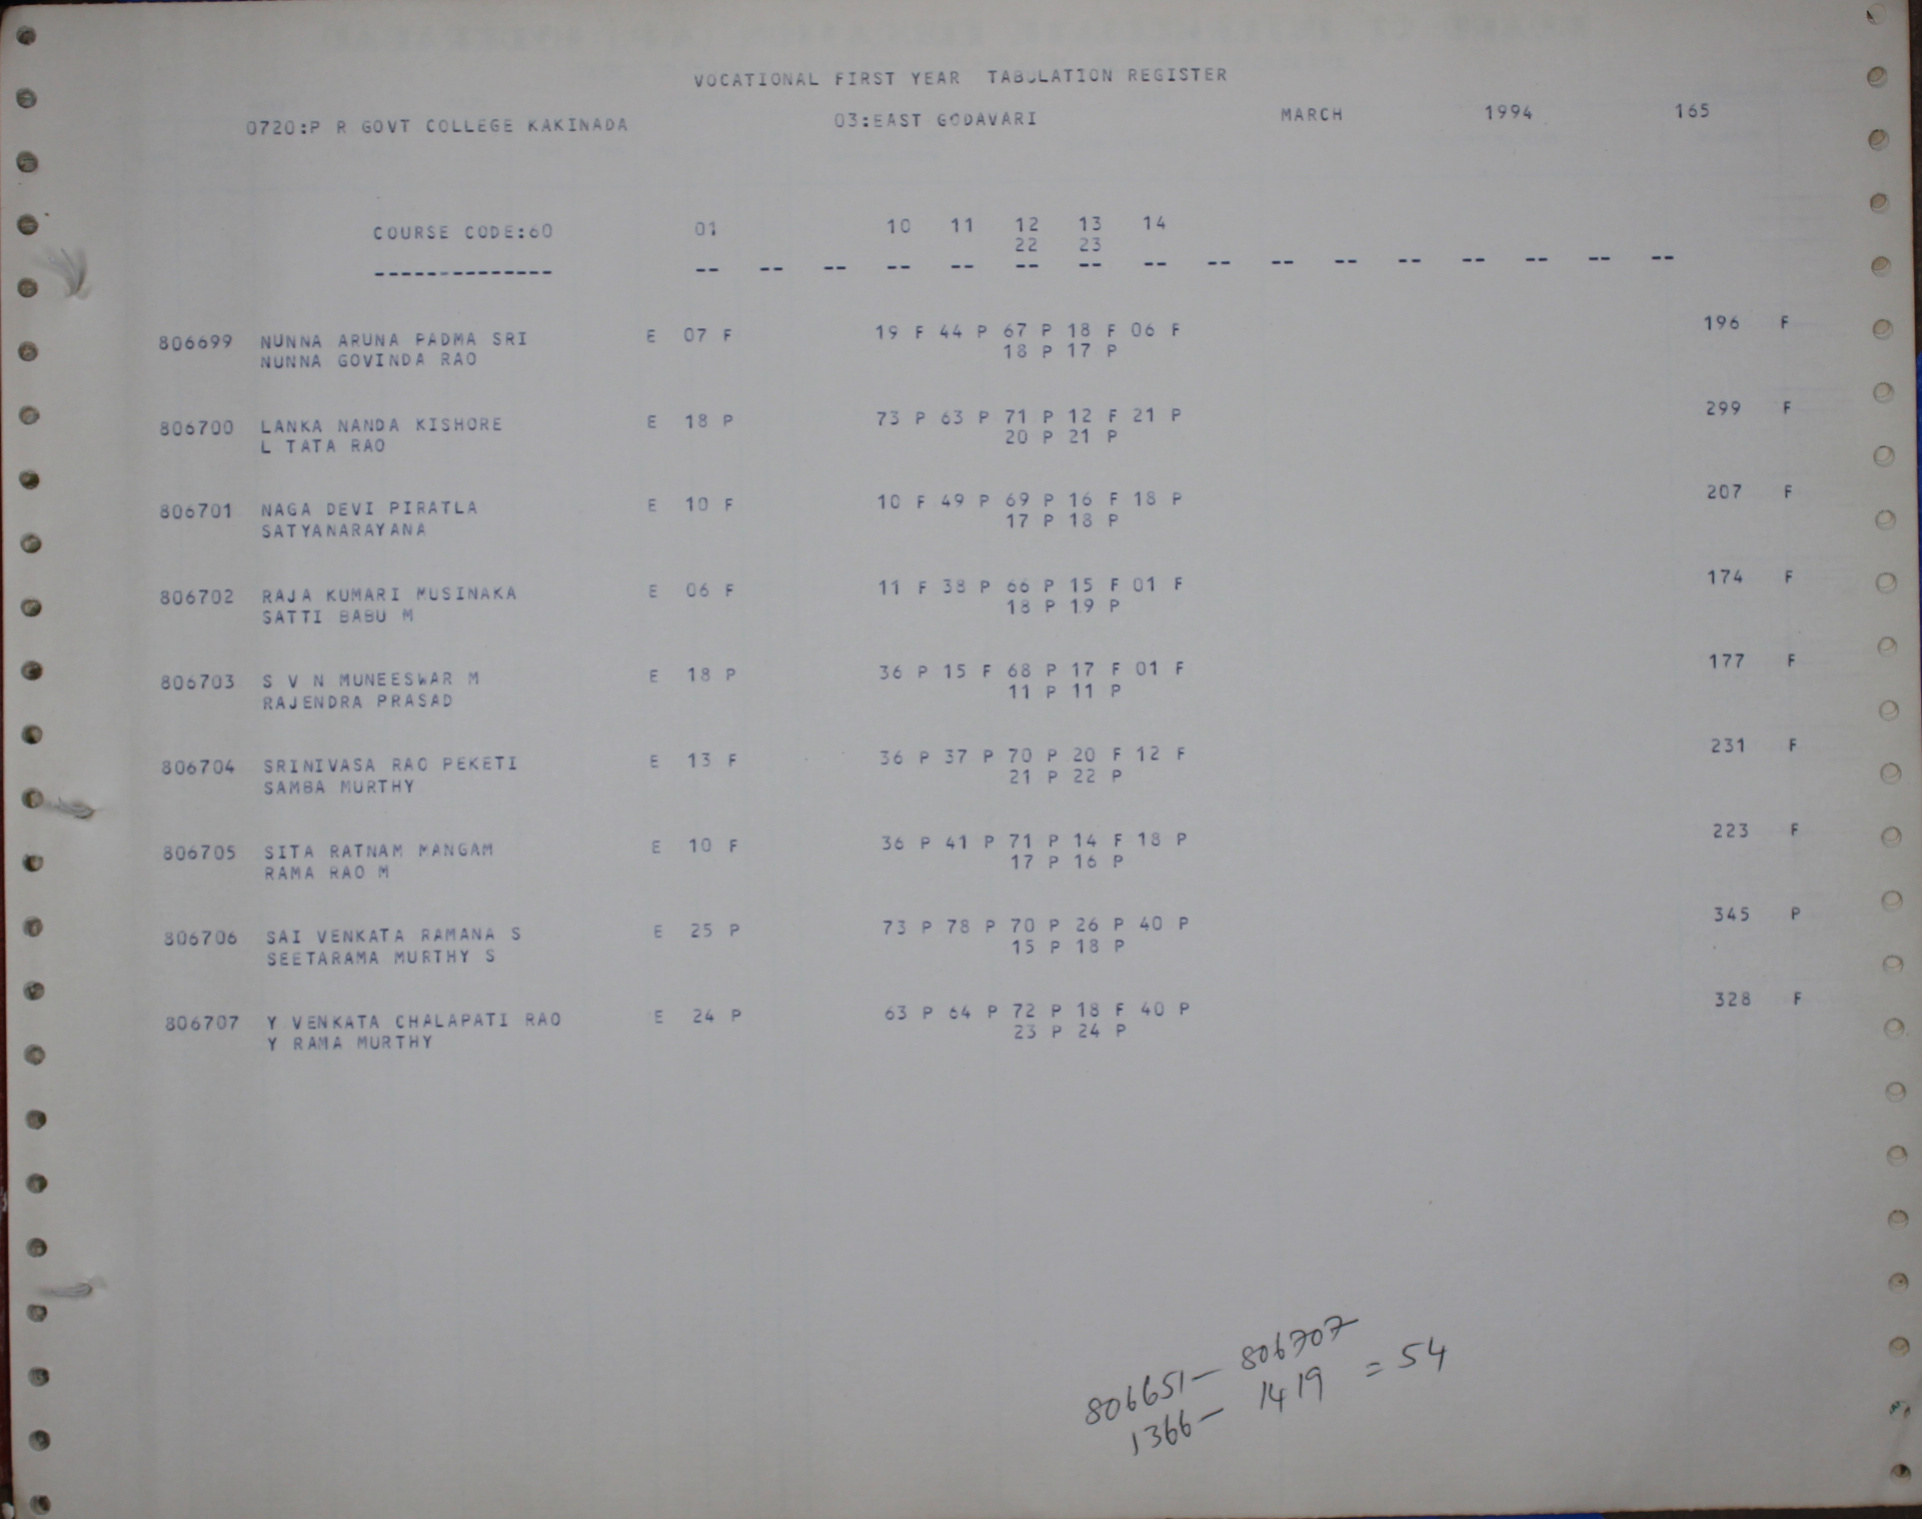 VOCATIONAL FIRST YEAR TABULATION REGISTER
0720:P R GOVT COLLEGE KAKINADA 03:EAST GODAVARI MARCH 1994 165
COURSE CODE:60 01 10 11 12 13 14
22 23
-------------- -- -- -- -- -- -- -- -- -- -- -- -- -- -- -- --
806699 NUNNA ARUNA PADMA SRI E 07 F 19 F 44 P 67 P 18 F 06 F 196 F
NUNNA GOVINDA RAO 18 P 17 P
806700 LANKA NANDA KISHORE E 18 P 73 P 63 P 71 P 12 F 21 P 299 F
L TATA RAO 20 P 21 P
806701 NAGA DEVI PIRATLA E 10 F 10 F 49 P 69 P 16 F 18 P 207 F
SATYANARAYANA 17 P 18 P
806702 RAJA KUMARI MUSINAKA E 06 F 11 F 38 P 66 P 15 F 01 F 174 F
SATTI BABU M 18 P 19 P
806703 S V N MUNEESWAR M E 18 P 36 P 15 F 68 P 17 F 01 F 177 F
RAJENDRA PRASAD 11 P 11 P
806704 SRINIVASA RAO PEKETI E 13 F 36 P 37 P 70 P 20 F 12 F 231 F
SAMBA MURTHY 21 P 22 P
806705 SITA RATNAM MANGAM E 10 F 36 P 41 P 71 P 14 F 18 P 223 F
RAMA RAO M 17 P 16 P
806706 SAI VENKATA RAMANA S E 25 P 73 P 78 P 70 P 26 P 40 P 345 P
SEETARAMA MURTHY S 15 P 18 P
806707 Y VENKATA CHALAPATI RAO E 24 P 63 P 64 P 72 P 18 F 40 P 328 F
Y RAMA MURTHY 23 P 24 P
806651 — 806707
1366 — 1419 = 54